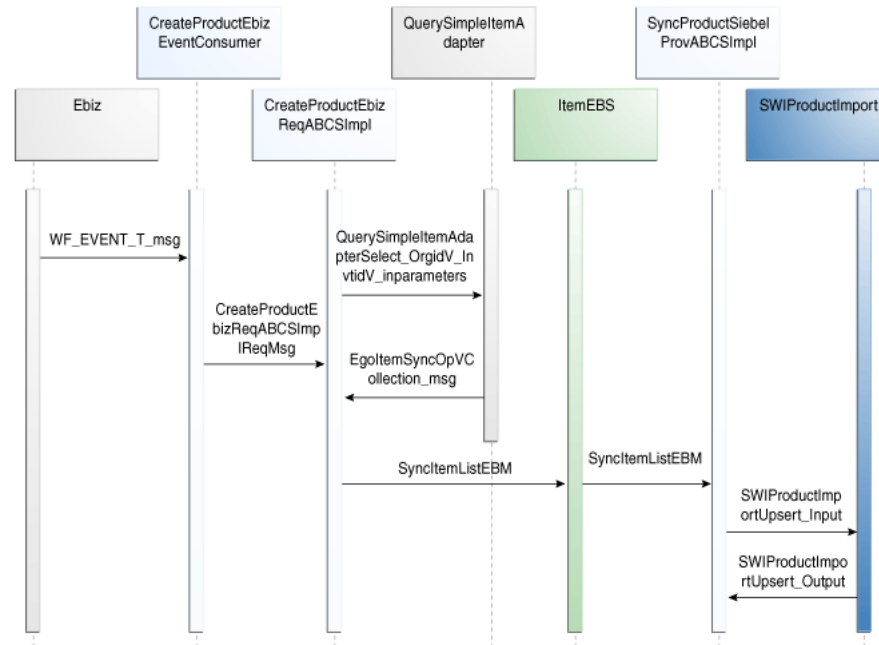 CreateProductEbiz
EventConsumer
QuerySimpleItemA
dapter
SyncProductSiebel
ProvABCSImpl
Ebiz
CreateProductEbiz
ReqABCSImpl
ItemEBS
SWIProductImport
WF_EVENT_T_msg
QuerySimpleItemAda
pterSelect_OrgidV_In
vtidV_inparameters
CreateProductE
bizReqABCSImp
lReqMsg
EgoItemSyncOpVC
ollection_msg
SyncItemListEBM
SyncItemListEBM
SWIProductImp
ortUpsert_Input
SWIProductImpo
rtUpsert_Output